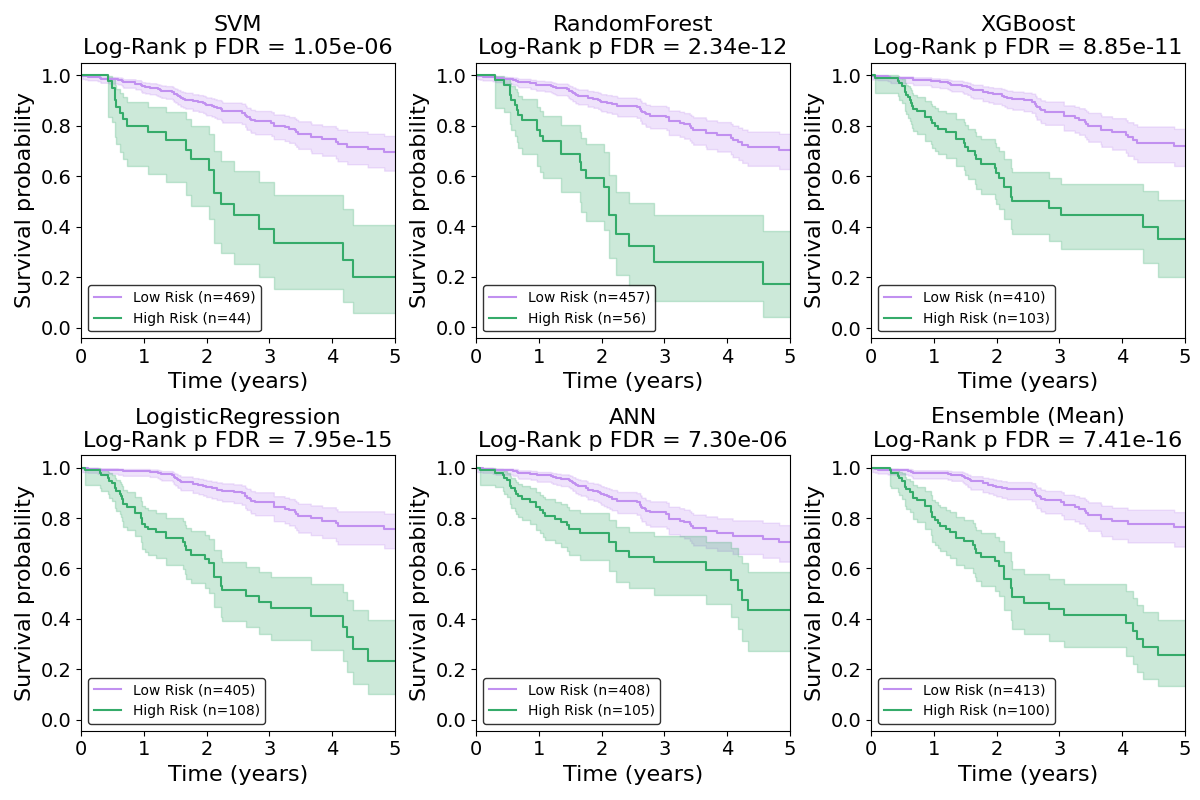 SVM
Log-Rank p FDR = 1.05e-06
Survival probability
1.0
0.8
0.6
0.4
0.2
0.0
Low Risk (n=469)
High Risk (n=44)
0 1 2 3 4 5
Time (years)
RandomForest
Log-Rank p FDR = 2.34e-12
Survival probability
1.0
0.8
0.6
0.4
0.2
0.0
Low Risk (n=457)
High Risk (n=56)
0 1 2 3 4 5
Time (years)
XGBoost
Log-Rank p FDR = 8.85e-11
Survival probability
1.0
0.8
0.6
0.4
0.2
0.0
Low Risk (n=410)
High Risk (n=103)
0 1 2 3 4 5
Time (years)
LogisticRegression
Log-Rank p FDR = 7.95e-15
Survival probability
1.0
0.8
0.6
0.4
0.2
0.0
Low Risk (n=405)
High Risk (n=108)
0 1 2 3 4 5
Time (years)
ANN
Log-Rank p FDR = 7.30e-06
Survival probability
1.0
0.8
0.6
0.4
0.2
0.0
Low Risk (n=408)
High Risk (n=105)
0 1 2 3 4 5
Time (years)
Ensemble (Mean)
Log-Rank p FDR = 7.41e-16
Survival probability
1.0
0.8
0.6
0.4
0.2
0.0
Low Risk (n=413)
High Risk (n=100)
0 1 2 3 4 5
Time (years)